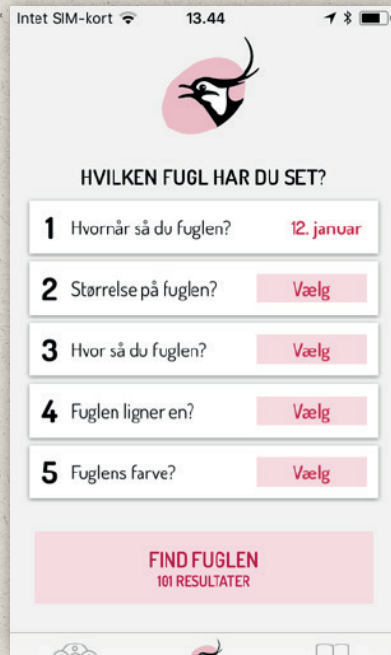 Intet SIM-kort 13.44
HVILKEN FUGL HAR DU SET?
1 Hvornår så du fuglen? 12. januar
2 Størrelse på fuglen? Vælg
3 Hvor så du fuglen? Vælg
4 Fuglen ligner en? Vælg
5 Fuglens farve? Vælg
FIND FUGLEN
101 RESULTATER